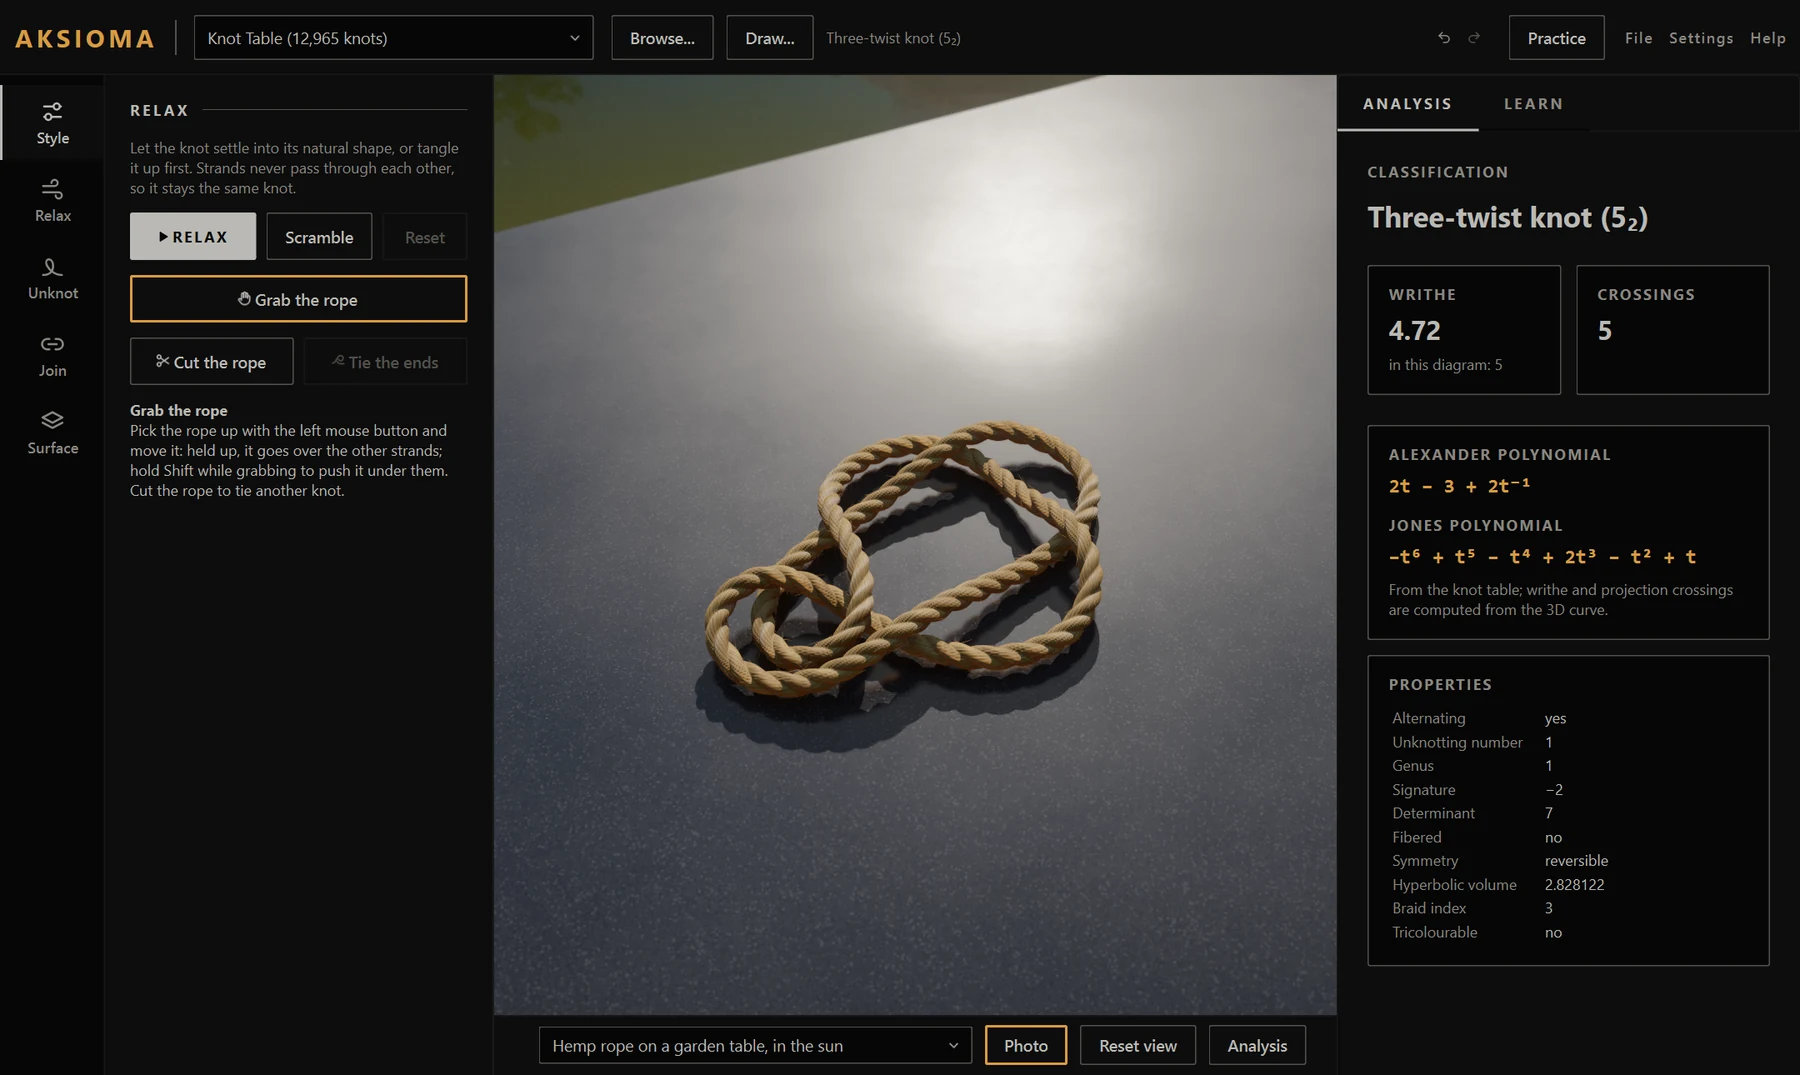 AKSIOMA
Knot Table (12,965 knots)
Browse...
Draw...
Three-twist knot (5₂)
Practice
File
Settings
Help
Style
Relax
Unknot
Join
Surface
RELAX
Let the knot settle into its natural shape, or tangle
it up first. Strands never pass through each other,
so it stays the same knot.
RELAX
Scramble
Reset
Grab the rope
Cut the rope
Tie the ends
Grab the rope
Pick the rope up with the left mouse button and
move it: held up, it goes over the other strands;
hold Shift while grabbing to push it under them.
Cut the rope to tie another knot.
Hemp rope on a garden table, in the sun
Photo
Reset view
Analysis
ANALYSIS
LEARN
CLASSIFICATION
Three-twist knot (5₂)
WRITHE
4.72
in this diagram: 5
CROSSINGS
5
ALEXANDER POLYNOMIAL
2t − 3 + 2t⁻¹
JONES POLYNOMIAL
−t⁶ + t⁵ − t⁴ + 2t³ − t² + t
From the knot table; writhe and projection crossings
are computed from the 3D curve.
PROPERTIES
Alternating yes
Unknotting number 1
Genus 1
Signature −2
Determinant 7
Fibered no
Symmetry reversible
Hyperbolic volume 2.828122
Braid index 3
Tricolourable no